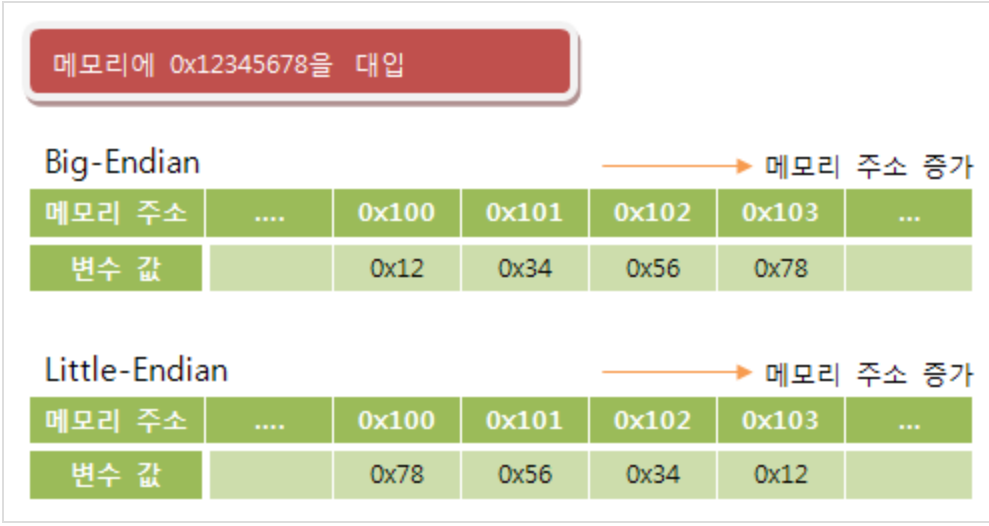 메모리에 0x12345678을 대입
Big-Endian
메모리 주소 증가
메모리 주소 .... 0x100 0x101 0x102 0x103 ...
변수 값 0x12 0x34 0x56 0x78
Little-Endian
메모리 주소 증가
메모리 주소 .... 0x100 0x101 0x102 0x103 ...
변수 값 0x78 0x56 0x34 0x12